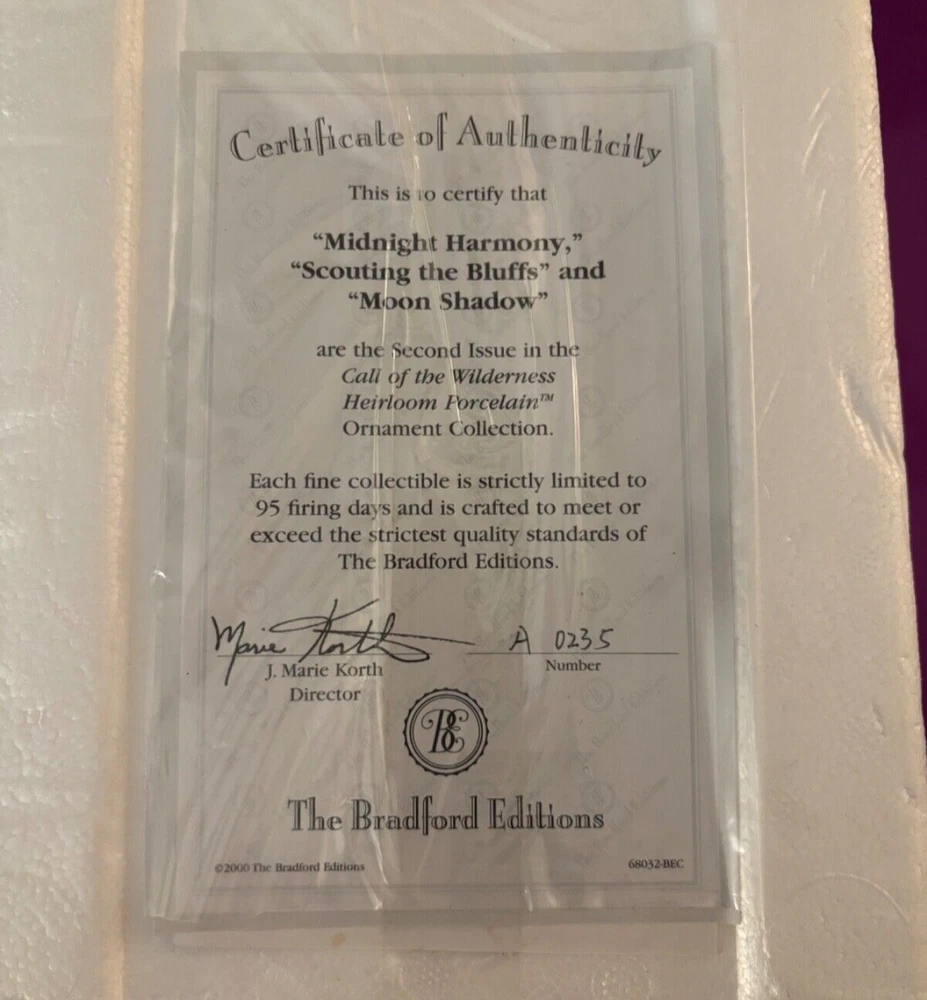 Certificate of Authenticity
This is to certify that
“Midnight Harmony,”
“Scouting the Bluffs” and
“Moon Shadow”
are the Second Issue in the
Call of the Wilderness
Heirloom Porcelain™
Ornament Collection.
Each fine collectible is strictly limited to
95 firing days and is crafted to meet or
exceed the strictest quality standards of
The Bradford Editions.
Marie Korth
A 0235
J. Marie Korth
Number
Director
BE
The Bradford Editions
©2000 The Bradford Editions
68032-BEC